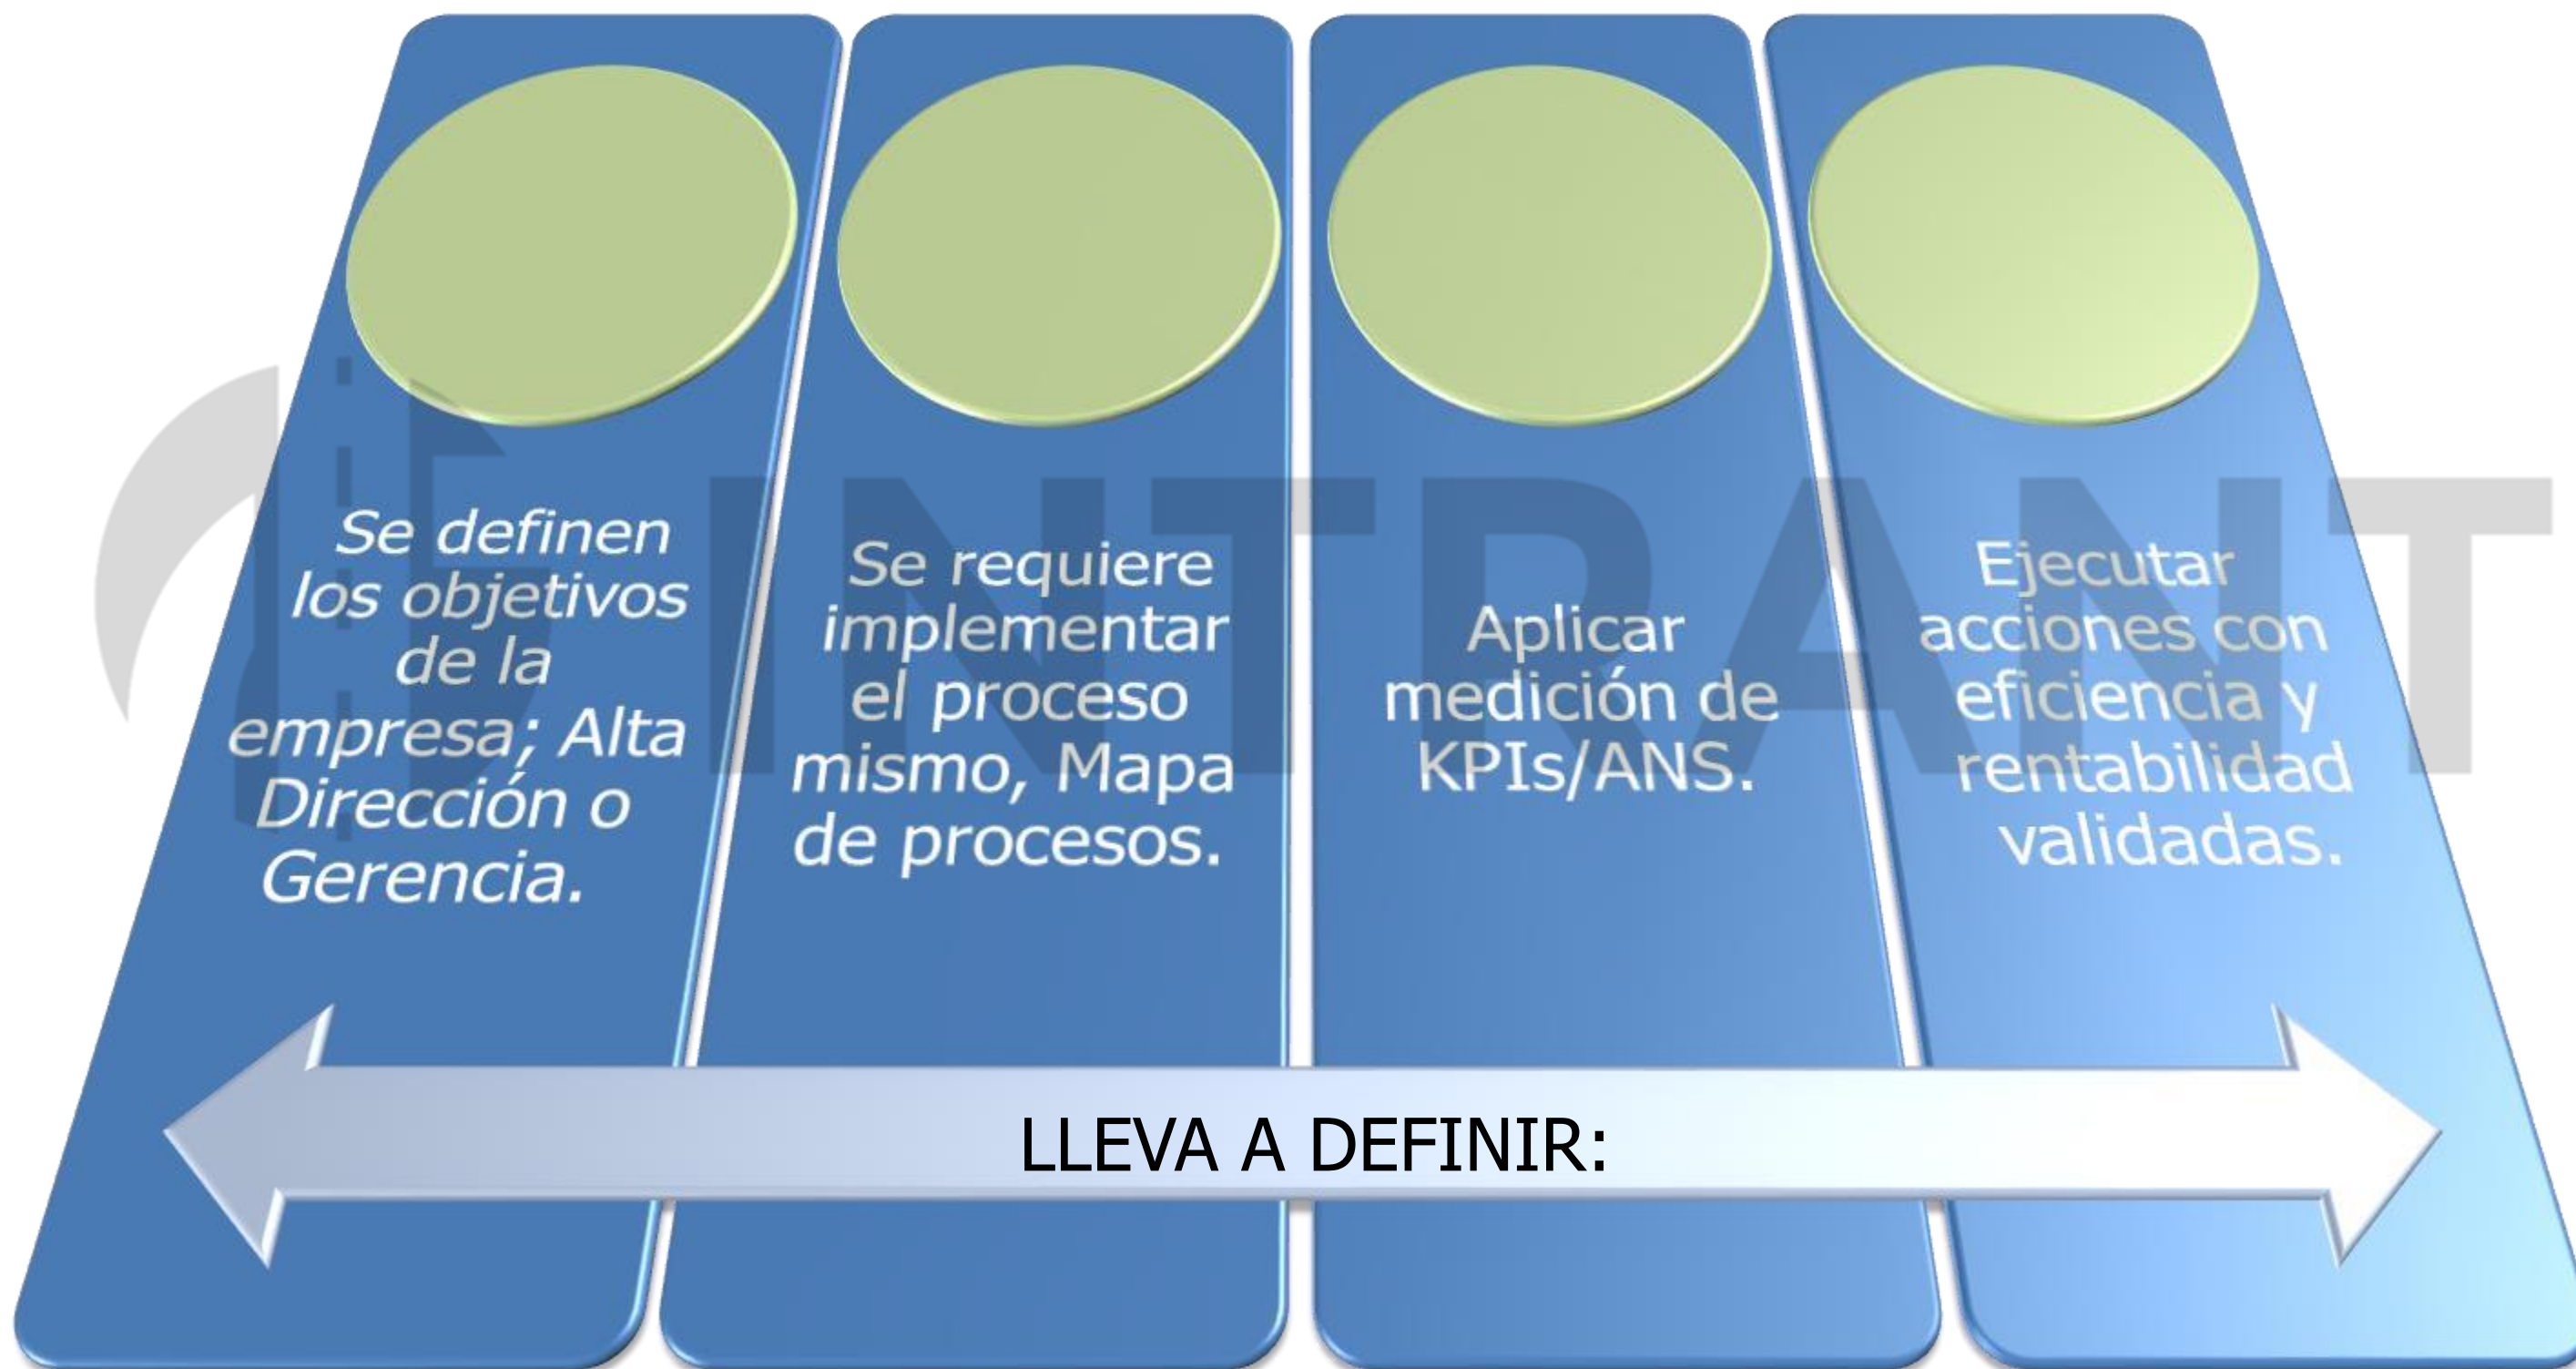 Se definen
los objetivos
de la
empresa; Alta
Dirección o
Gerencia.
Se requiere
implementar
el proceso
mismo, Mapa
de procesos.
Aplicar
medición de
KPIs/ANS.
Ejecutar
acciones con
eficiencia y
rentabilidad
validadas.
LLEVA A DEFINIR:
INTRANT